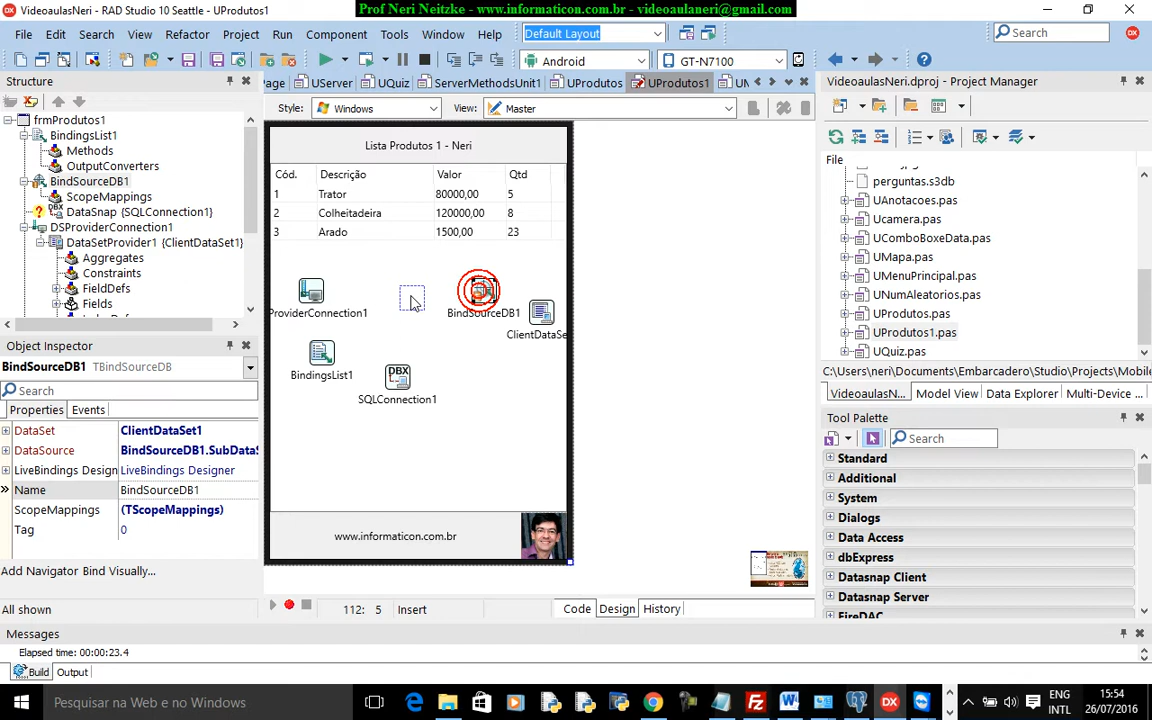 Prof Neri Neitzke - www.informaticon.com.br - videoaulaneri@gmail.com
VideoaulasNeri - RAD Studio 10 Seattle - UProdutos1
File Edit Search View Refactor Project Run Component Tools Window Help
Default Layout
Search
Android
GT-N7100
Structure
frmProdutos1
BindingsList1
Methods
OutputConverters
BindSourceDB1
ScopeMappings
DataSnap {SQLConnection1}
DSProviderConnection1
DataSetProvider1 {ClientDataSet1}
Aggregates
Constraints
FieldDefs
Fields
Object Inspector
BindSourceDB1 TBindSourceDB
Search
Properties Events
DataSet ClientDataSet1
DataSource BindSourceDB1.SubDataS
LiveBindings Design LiveBindings Designer
Name BindSourceDB1
ScopeMappings (TScopeMappings)
Tag 0
Add Navigator Bind Visually...
All shown
age UServer UQuiz ServerMethodsUnit1 UProdutos UProdutos1 UN
Style: Windows View: Master
Lista Produtos 1 - Neri
Cód. Descrição Valor Qtd
1 Trator 80000,00 5
2 Colheitadeira 120000,00 8
3 Arado 1500,00 23
ProviderConnection1
BindSourceDB1
ClientDataSe
BindingsList1
DBX
SQLConnection1
www.informaticon.com.br
112: 5 Insert Code Design History
VideoaulasNeri.dproj - Project Manager
File
perguntas.s3db
UAnotacoes.pas
Ucamera.pas
UComboBoxeData.pas
UMapa.pas
UMenuPrincipal.pas
UNumAleatorios.pas
UProdutos.pas
UProdutos1.pas
UQuiz.pas
C:\Users\neri\Documents\Embarcadero\Studio\Projects\Mobile
VideoaulasN... Model View Data Explorer Multi-Device ...
Tool Palette
Search
Standard
Additional
System
Dialogs
Data Access
dbExpress
Datasnap Client
Datasnap Server
FireDAC
Messages
Elapsed time: 00:00:23.4
Build Output
Pesquisar na Web e no Windows
ENG
INTL
15:54
26/07/2016